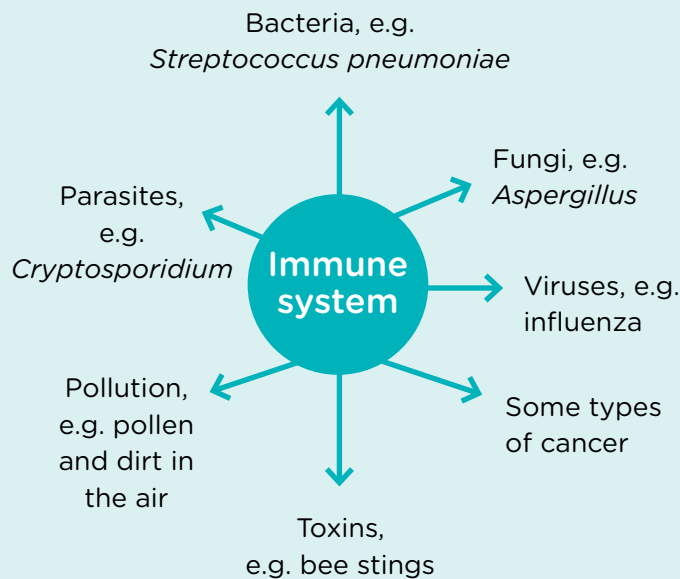 Bacteria, e.g.
Streptococcus pneumoniae
Fungi, e.g.
Aspergillus
Parasites,
e.g.
Cryptosporidium
Immune
system
Viruses, e.g.
influenza
Pollution,
e.g. pollen
and dirt in
the air
Some types
of cancer
Toxins,
e.g. bee stings